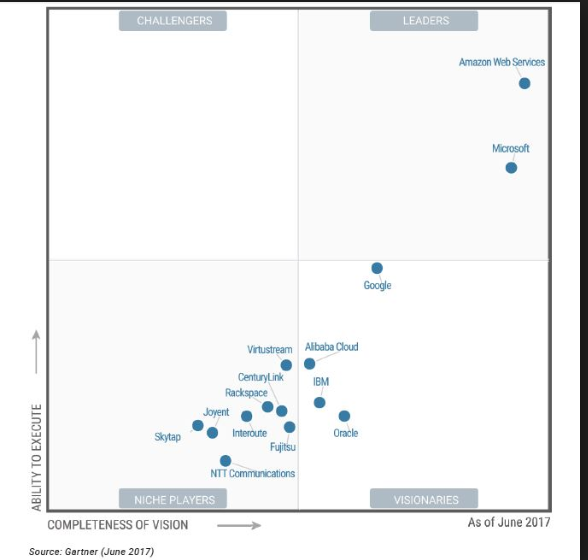 CHALLENGERS
LEADERS
Amazon Web Services
Microsoft
Google
Virtustream
Alibaba Cloud
CenturyLink
IBM
Rackspace
Joyent
Skytap
Interoute
Oracle
Fujitsu
NTT Communications
NICHE PLAYERS
VISIONARIES
ABILITY TO EXECUTE
COMPLETENESS OF VISION
As of June 2017
Source: Gartner (June 2017)